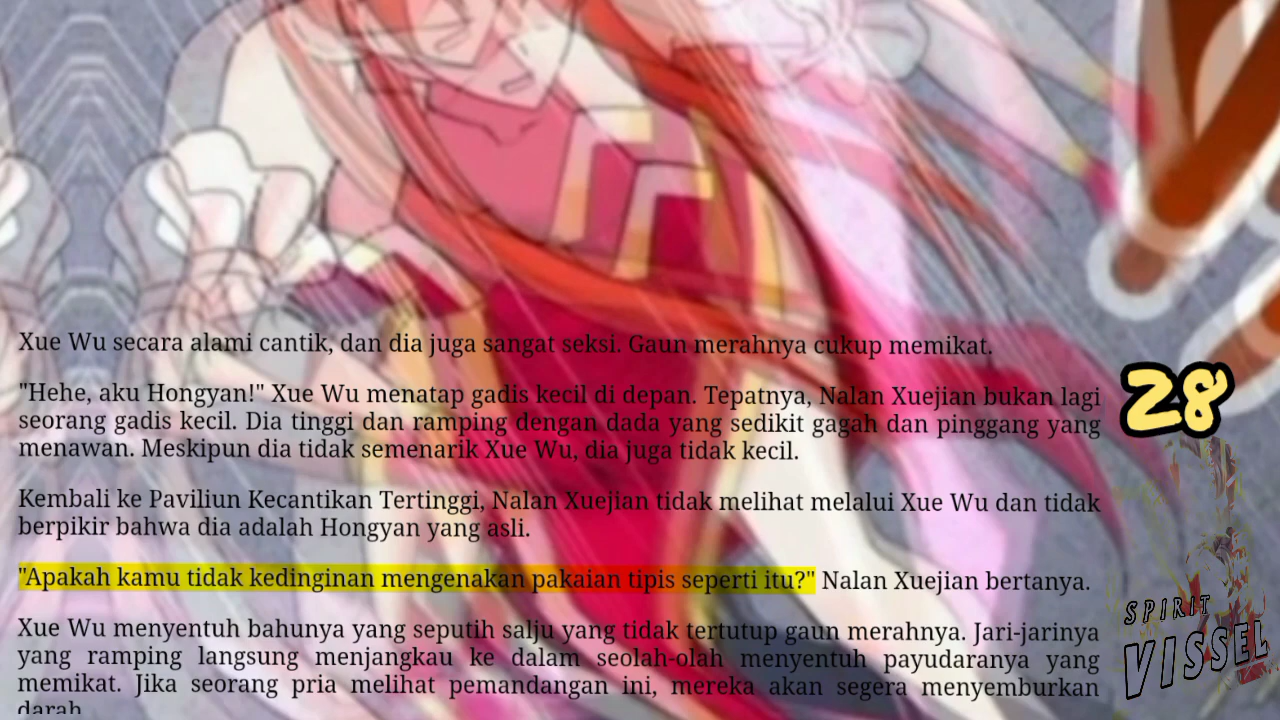 Xue Wu secara alami cantik, dan dia juga sangat seksi. Gaun merahnya cukup memikat.
"Hehe, aku Hongyan!" Xue Wu menatap gadis kecil di depan. Tepatnya, Nalan Xuejian bukan lagi
seorang gadis kecil. Dia tinggi dan ramping dengan dada yang sedikit gagah dan pinggang yang
menawan. Meskipun dia tidak semenarik Xue Wu, dia juga tidak kecil.
Kembali ke Paviliun Kecantikan Tertinggi, Nalan Xuejian tidak melihat melalui Xue Wu dan tidak
berpikir bahwa dia adalah Hongyan yang asli.
"Apakah kamu tidak kedinginan mengenakan pakaian tipis seperti itu?" Nalan Xuejian bertanya.
Xue Wu menyentuh bahunya yang seputih salju yang tidak tertutup gaun merahnya. Jari-jarinya
yang ramping langsung menjangkau ke dalam seolah-olah menyentuh payudaranya yang
memikat. Jika seorang pria melihat pemandangan ini, mereka akan segera menyemburkan
darah.
28
SPIRIT
VISSEL